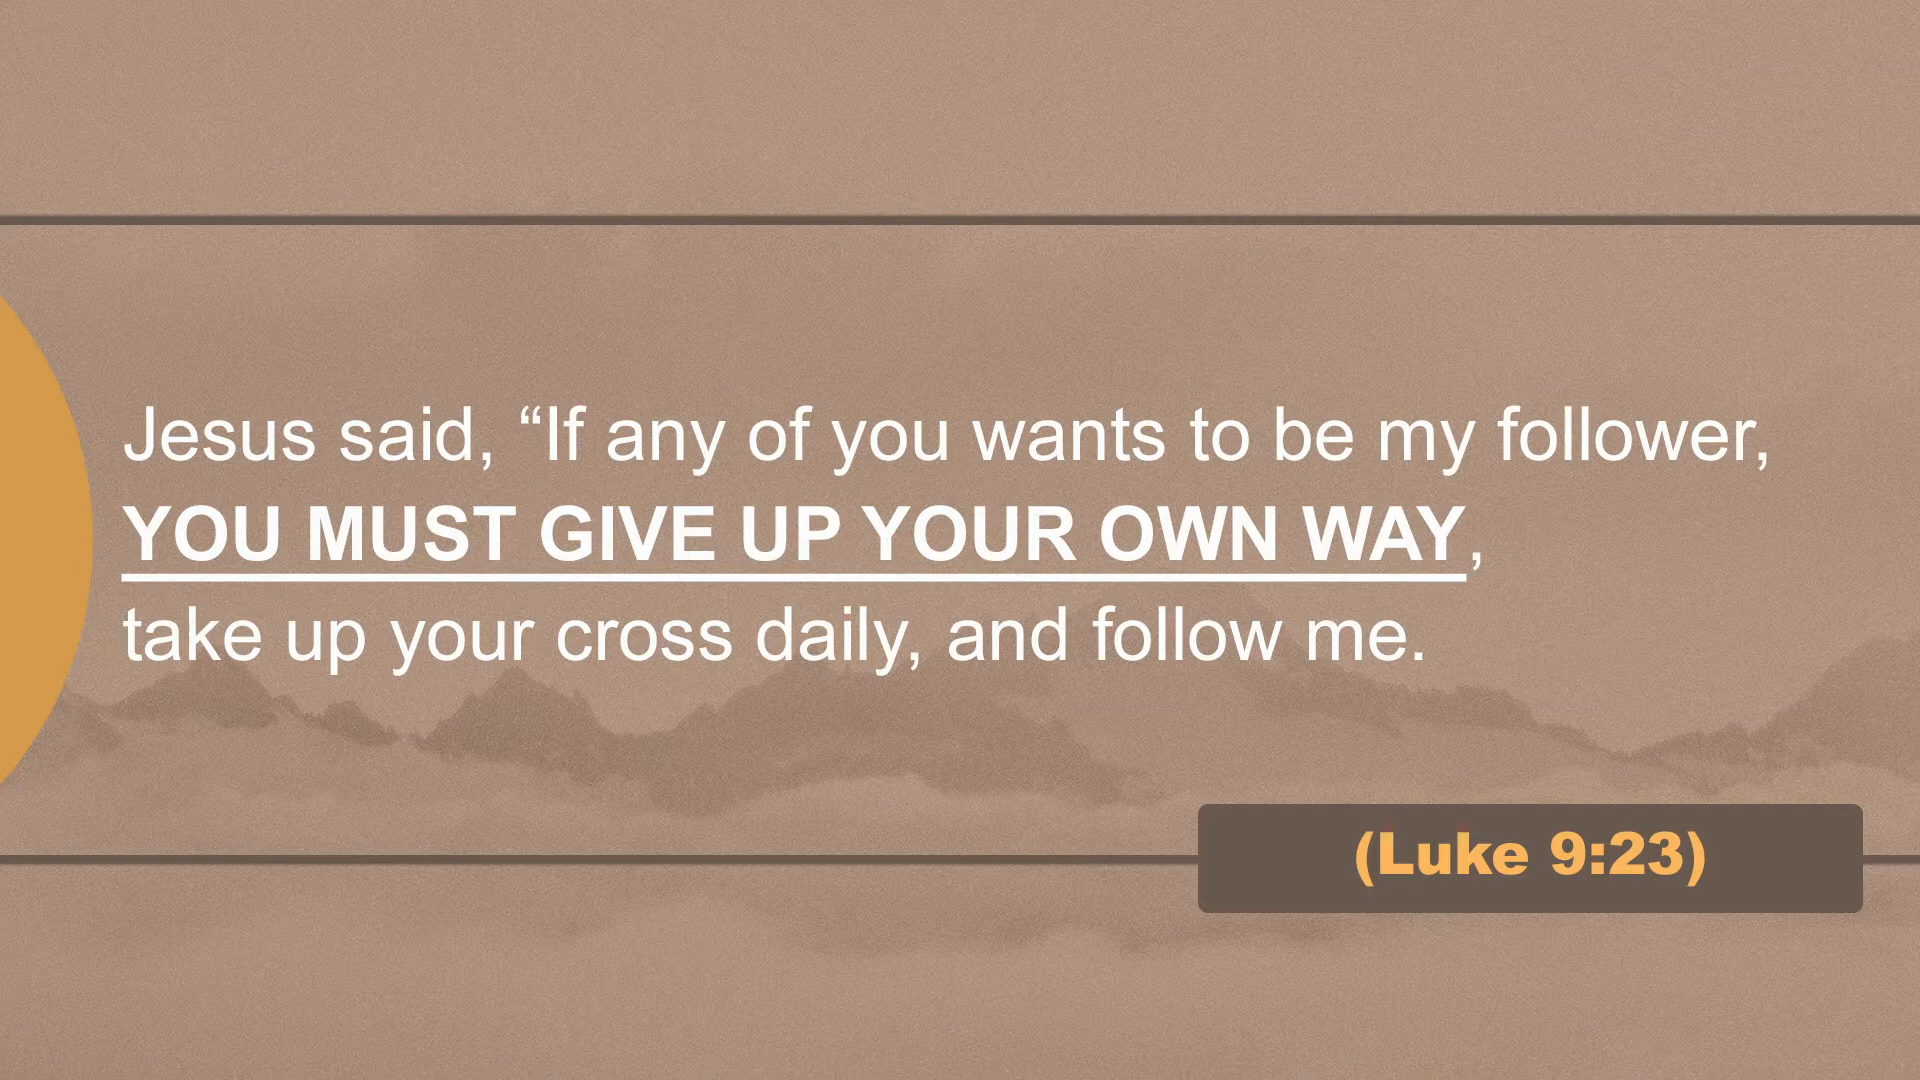 Jesus said, “If any of you wants to be my follower,
YOU MUST GIVE UP YOUR OWN WAY,
take up your cross daily, and follow me.
(Luke 9:23)